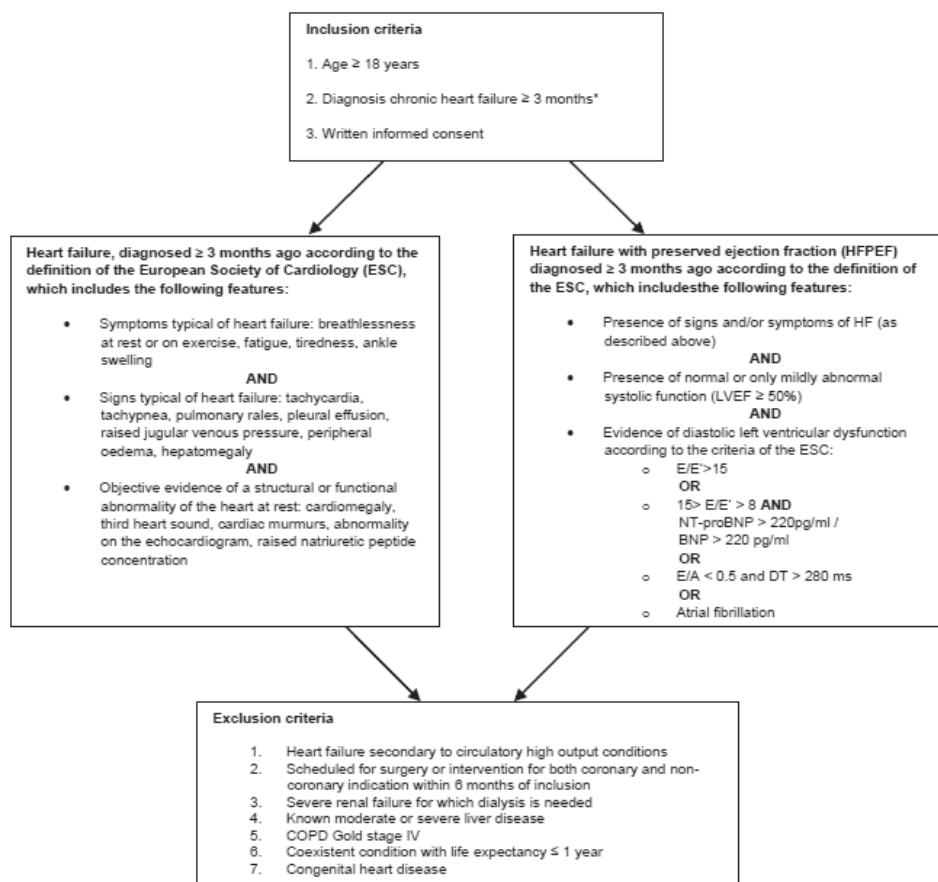 Inclusion criteria
1. Age ≥ 18 years
2. Diagnosis chronic heart failure ≥ 3 months*
3. Written informed consent
Heart failure, diagnosed ≥ 3 months ago according to the
definition of the European Society of Cardiology (ESC),
which includes the following features:
• Symptoms typical of heart failure: breathlessness
at rest or on exercise, fatigue, tiredness, ankle
swelling
AND
• Signs typical of heart failure: tachycardia,
tachypnea, pulmonary rales, pleural effusion,
raised jugular venous pressure, peripheral
oedema, hepatomegaly
AND
• Objective evidence of a structural or functional
abnormality of the heart at rest: cardiomegaly,
third heart sound, cardiac murmurs, abnormality
on the echocardiogram, raised natriuretic peptide
concentration
Heart failure with preserved ejection fraction (HFPEF)
diagnosed ≥ 3 months ago according to the definition of
the ESC, which includesthe following features:
• Presence of signs and/or symptoms of HF (as
described above)
AND
• Presence of normal or only mildly abnormal
systolic function (LVEF ≥ 50%)
AND
• Evidence of diastolic left ventricular dysfunction
according to the criteria of the ESC:
o E/E'>15
OR
o 15> E/E' > 8 AND
NT-proBNP > 220pg/ml /
BNP > 220 pg/ml
OR
o E/A < 0.5 and DT > 280 ms
OR
o Atrial fibrillation
Exclusion criteria
1. Heart failure secondary to circulatory high output conditions
2. Scheduled for surgery or intervention for both coronary and non-
coronary indication within 6 months of inclusion
3. Severe renal failure for which dialysis is needed
4. Known moderate or severe liver disease
5. COPD Gold stage IV
6. Coexistent condition with life expectancy ≤ 1 year
7. Congenital heart disease